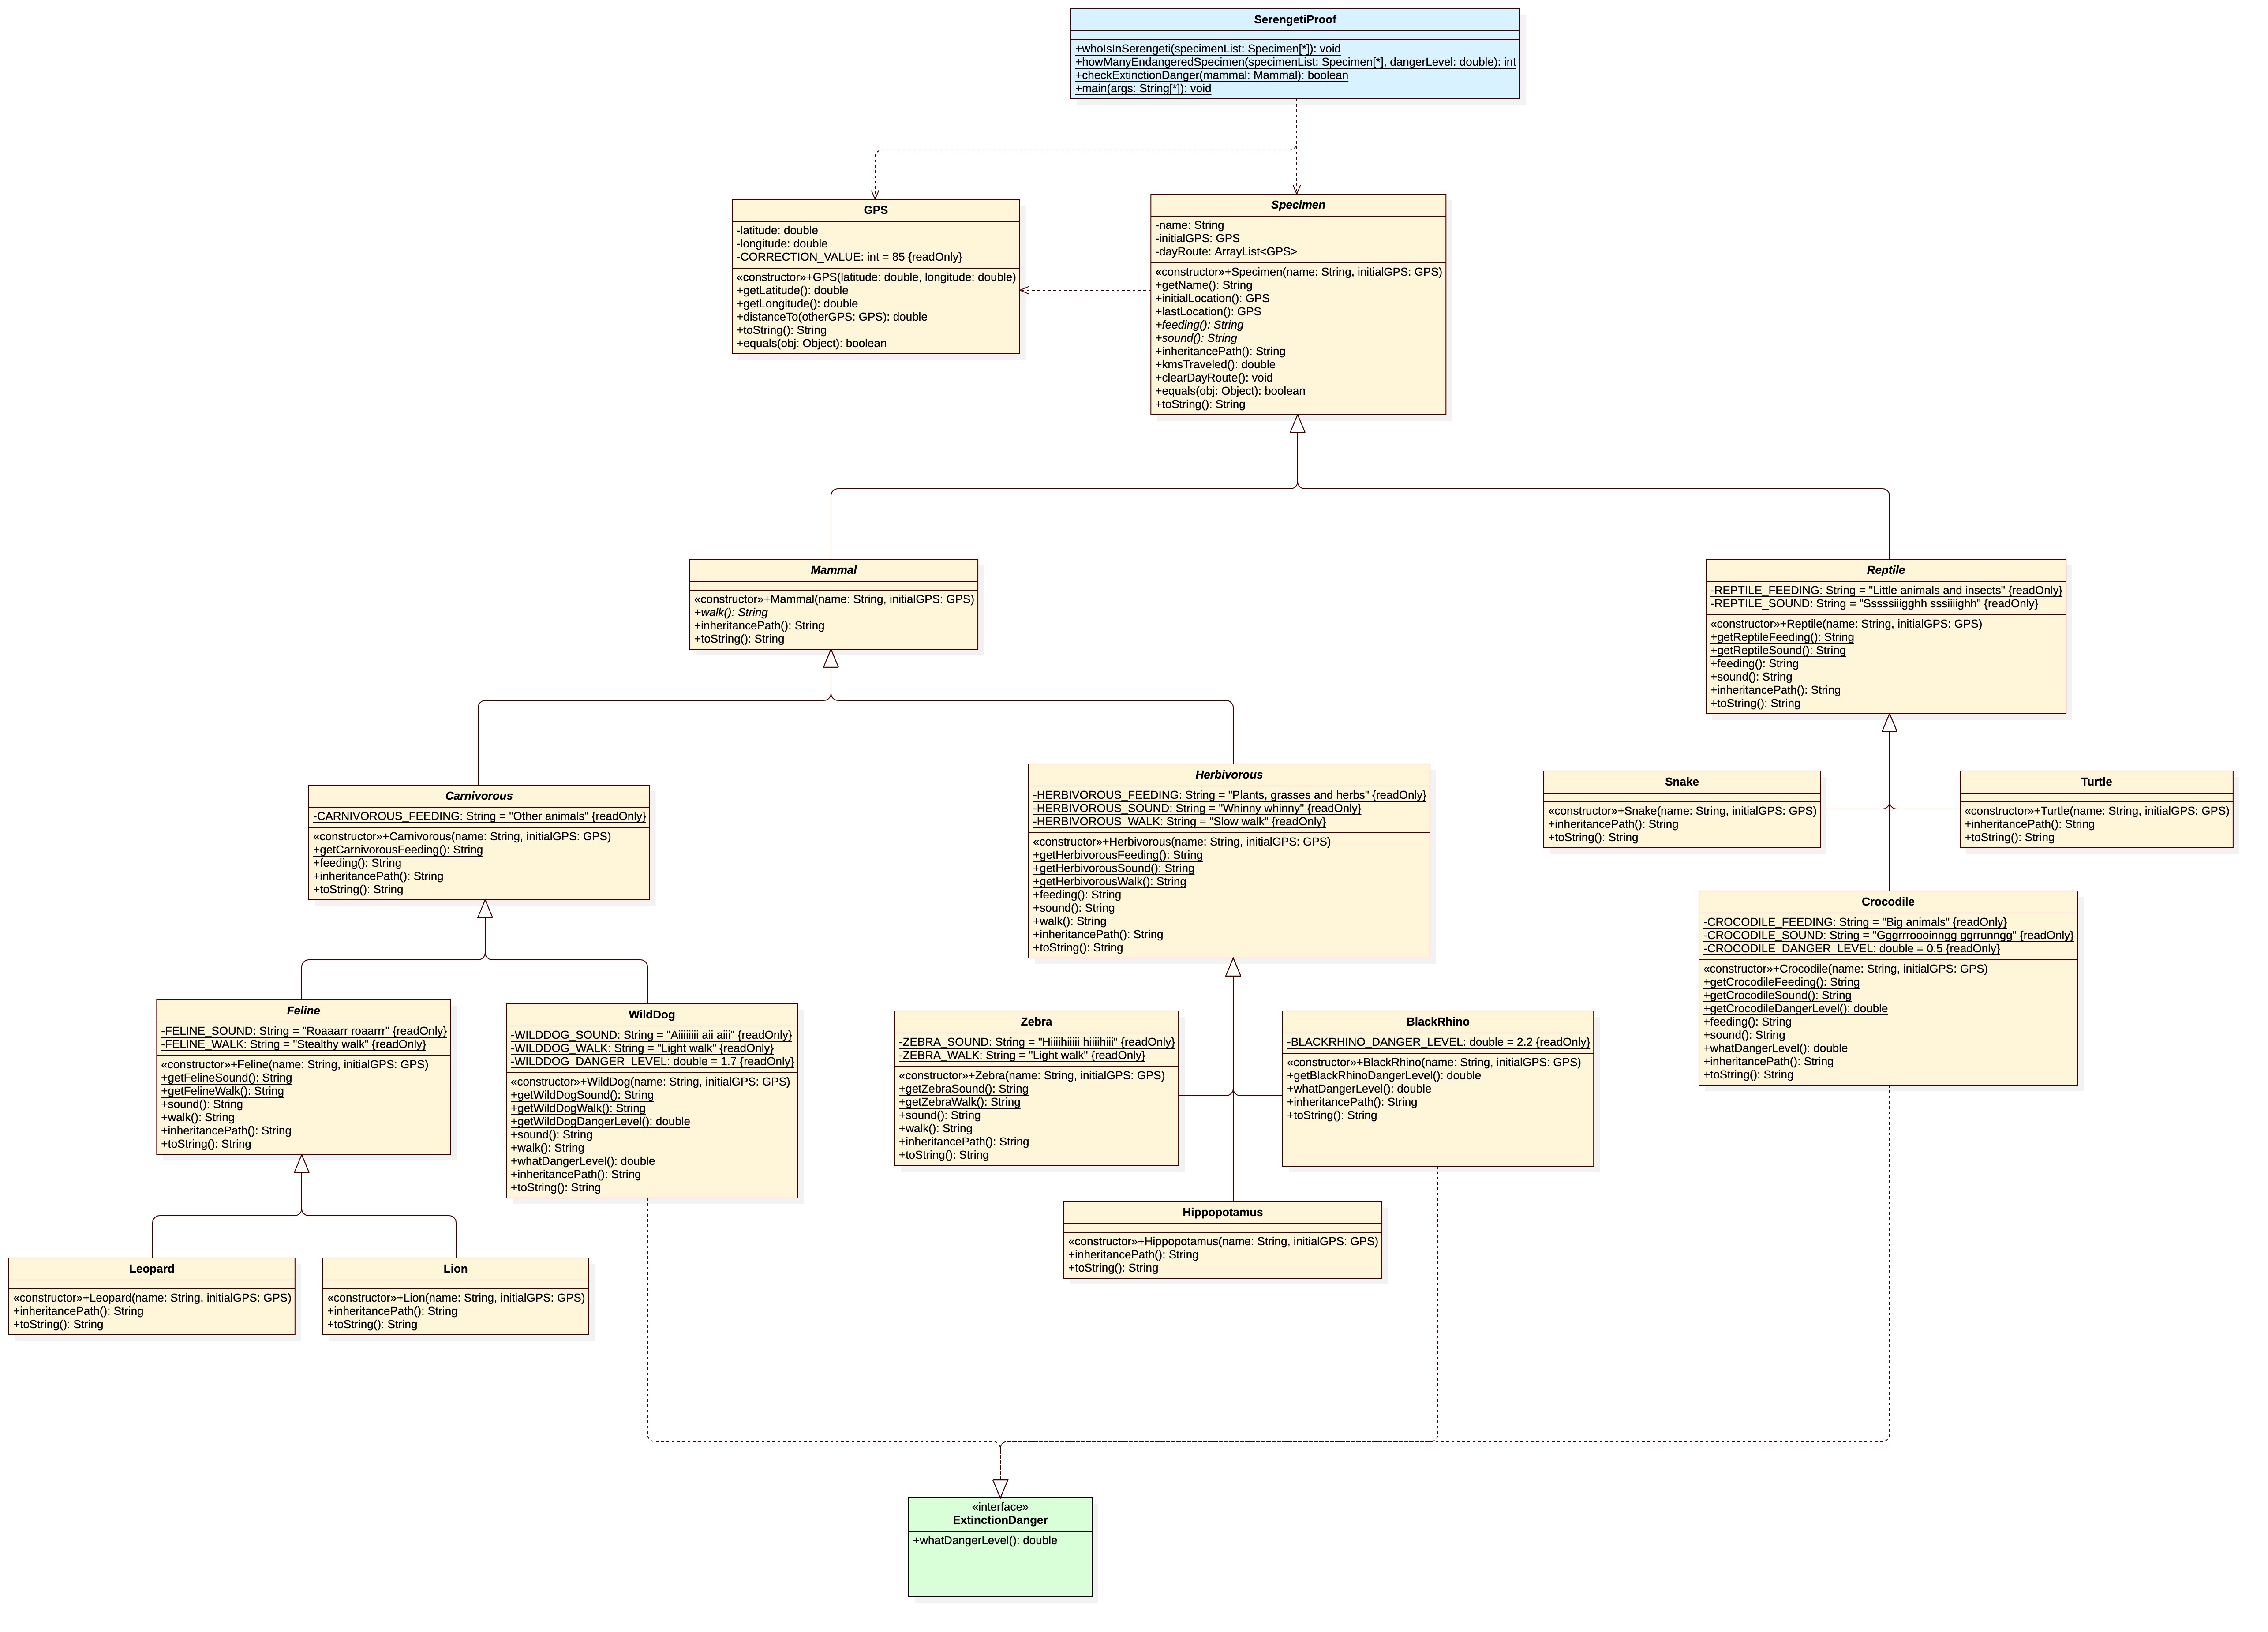 SerengetiProof
+whoIsInSerengeti(specimenList: Specimen[*]): void
+howManyEndangeredSpecimen(specimenList: Specimen[*], dangerLevel: double): int
+checkExtinctionDanger(mammal: Mammal): boolean
+main(args: String[*]): void
GPS
-latitude: double
-longitude: double
-CORRECTION_VALUE: int = 85 {readOnly}
«constructor»+GPS(latitude: double, longitude: double)
+getLatitude(): double
+getLongitude(): double
+distanceTo(otherGPS: GPS): double
+toString(): String
+equals(obj: Object): boolean
Specimen
-name: String
-initialGPS: GPS
-dayRoute: ArrayList<GPS>
«constructor»+Specimen(name: String, initialGPS: GPS)
+getName(): String
+initialLocation(): GPS
+lastLocation(): GPS
+feeding(): String
+sound(): String
+inheritancePath(): String
+kmsTraveled(): double
+clearDayRoute(): void
+equals(obj: Object): boolean
+toString(): String
Mammal
«constructor»+Mammal(name: String, initialGPS: GPS)
+walk(): String
+inheritancePath(): String
+toString(): String
Reptile
-REPTILE_FEEDING: String = "Little animals and insects" {readOnly}
-REPTILE_SOUND: String = "Sssssiiigghh sssiiiighh" {readOnly}
«constructor»+Reptile(name: String, initialGPS: GPS)
+getReptileFeeding(): String
+getReptileSound(): String
+feeding(): String
+sound(): String
+inheritancePath(): String
+toString(): String
Carnivorous
-CARNIVOROUS_FEEDING: String = "Other animals" {readOnly}
«constructor»+Carnivorous(name: String, initialGPS: GPS)
+getCarnivorousFeeding(): String
+feeding(): String
+inheritancePath(): String
+toString(): String
Herbivorous
-HERBIVOROUS_FEEDING: String = "Plants, grasses and herbs" {readOnly}
-HERBIVOROUS_SOUND: String = "Whinny whinny" {readOnly}
-HERBIVOROUS_WALK: String = "Slow walk" {readOnly}
«constructor»+Herbivorous(name: String, initialGPS: GPS)
+getHerbivorousFeeding(): String
+getHerbivorousSound(): String
+getHerbivorousWalk(): String
+feeding(): String
+sound(): String
+walk(): String
+inheritancePath(): String
+toString(): String
Snake
«constructor»+Snake(name: String, initialGPS: GPS)
+inheritancePath(): String
+toString(): String
Turtle
«constructor»+Turtle(name: String, initialGPS: GPS)
+inheritancePath(): String
+toString(): String
Crocodile
-CROCODILE_FEEDING: String = "Big animals" {readOnly}
-CROCODILE_SOUND: String = "Gggrrroooinngg ggrrunngg" {readOnly}
-CROCODILE_DANGER_LEVEL: double = 0.5 {readOnly}
«constructor»+Crocodile(name: String, initialGPS: GPS)
+getCrocodileFeeding(): String
+getCrocodileSound(): String
+getCrocodileDangerLevel(): double
+feeding(): String
+sound(): String
+whatDangerLevel(): double
+inheritancePath(): String
+toString(): String
Feline
-FELINE_SOUND: String = "Roaaarr roaarrr" {readOnly}
-FELINE_WALK: String = "Stealthy walk" {readOnly}
«constructor»+Feline(name: String, initialGPS: GPS)
+getFelineSound(): String
+getFelineWalk(): String
+sound(): String
+walk(): String
+inheritancePath(): String
+toString(): String
WildDog
-WILDDOG_SOUND: String = "Aiiiiiiii aii aiii" {readOnly}
-WILDDOG_WALK: String = "Light walk" {readOnly}
-WILDDOG_DANGER_LEVEL: double = 1.7 {readOnly}
«constructor»+WildDog(name: String, initialGPS: GPS)
+getWildDogSound(): String
+getWildDogWalk(): String
+getWildDogDangerLevel(): double
+sound(): String
+walk(): String
+whatDangerLevel(): double
+inheritancePath(): String
+toString(): String
Zebra
-ZEBRA_SOUND: String = "Hiiiihiiiii hiiiihiii" {readOnly}
-ZEBRA_WALK: String = "Light walk" {readOnly}
«constructor»+Zebra(name: String, initialGPS: GPS)
+getZebraSound(): String
+getZebraWalk(): String
+sound(): String
+walk(): String
+inheritancePath(): String
+toString(): String
BlackRhino
-BLACKRHINO_DANGER_LEVEL: double = 2.2 {readOnly}
«constructor»+BlackRhino(name: String, initialGPS: GPS)
+getBlackRhinoDangerLevel(): double
+whatDangerLevel(): double
+inheritancePath(): String
+toString(): String
Hippopotamus
«constructor»+Hippopotamus(name: String, initialGPS: GPS)
+inheritancePath(): String
+toString(): String
Leopard
«constructor»+Leopard(name: String, initialGPS: GPS)
+inheritancePath(): String
+toString(): String
Lion
«constructor»+Lion(name: String, initialGPS: GPS)
+inheritancePath(): String
+toString(): String
«interface»
ExtinctionDanger
+whatDangerLevel(): double